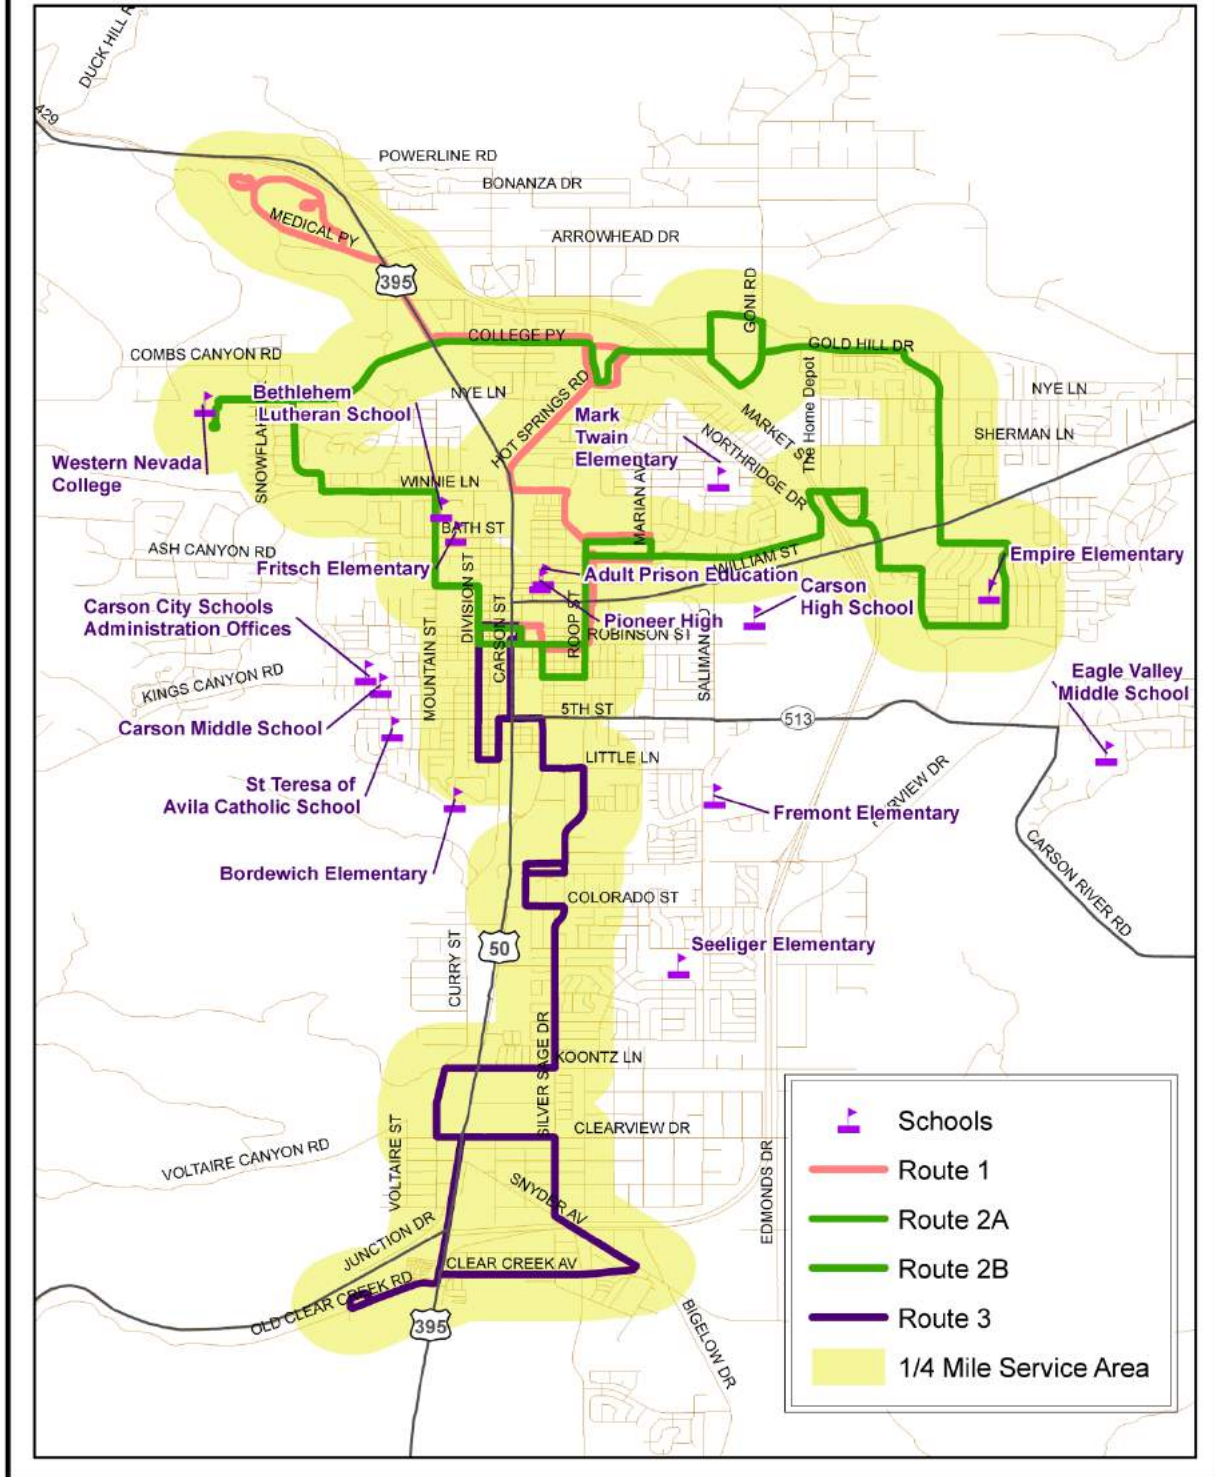 DUCK HILL R
429
POWERLINE RD
BONANZA DR
MEDICAL PY
ARROWHEAD DR
395
GONI RD
COLLEGE PY
GOLD HILL DR
COMBS CANYON RD
NYE LN
NYE LN
Bethlehem
Lutheran School
HOT SPRINGS RD
Mark
Twain
Elementary
MARKET ST
The Home Depot
NORTHRIDGE DR
SHERMAN LN
Western Nevada
College
WINNIE LN
MARIAN AV
BATH ST
ASH CANYON RD
Fritsch Elementary
WILLIAM ST
Empire Elementary
Adult Prison Education
DIVISION ST
Carson
High School
Carson City Schools
Administration Offices
CARSON ST
Pioneer High
ROOP ST
ROBINSON ST
MOUNTAIN ST
KINGS CANYON RD
Eagle Valley
Middle School
5TH ST
513
Carson Middle School
LITTLE LN
St Teresa of
Avila Catholic School
Fremont Elementary
CARSON RIVER RD
Bordewich Elementary
COLORADO ST
50
Seeliger Elementary
CURRY ST
SILVER SAGE DR
KOONTZ LN
VOLTAIRE ST
CLEARVIEW DR
VOLTAIRE CANYON RD
SNYDER AV
EDMONDS DR
JUNCTION DR
CLEAR CREEK AV
OLD CLEAR CREEK RD
395
BIGELOW DR
Schools
Route 1
Route 2A
Route 2B
Route 3
1/4 Mile Service Area